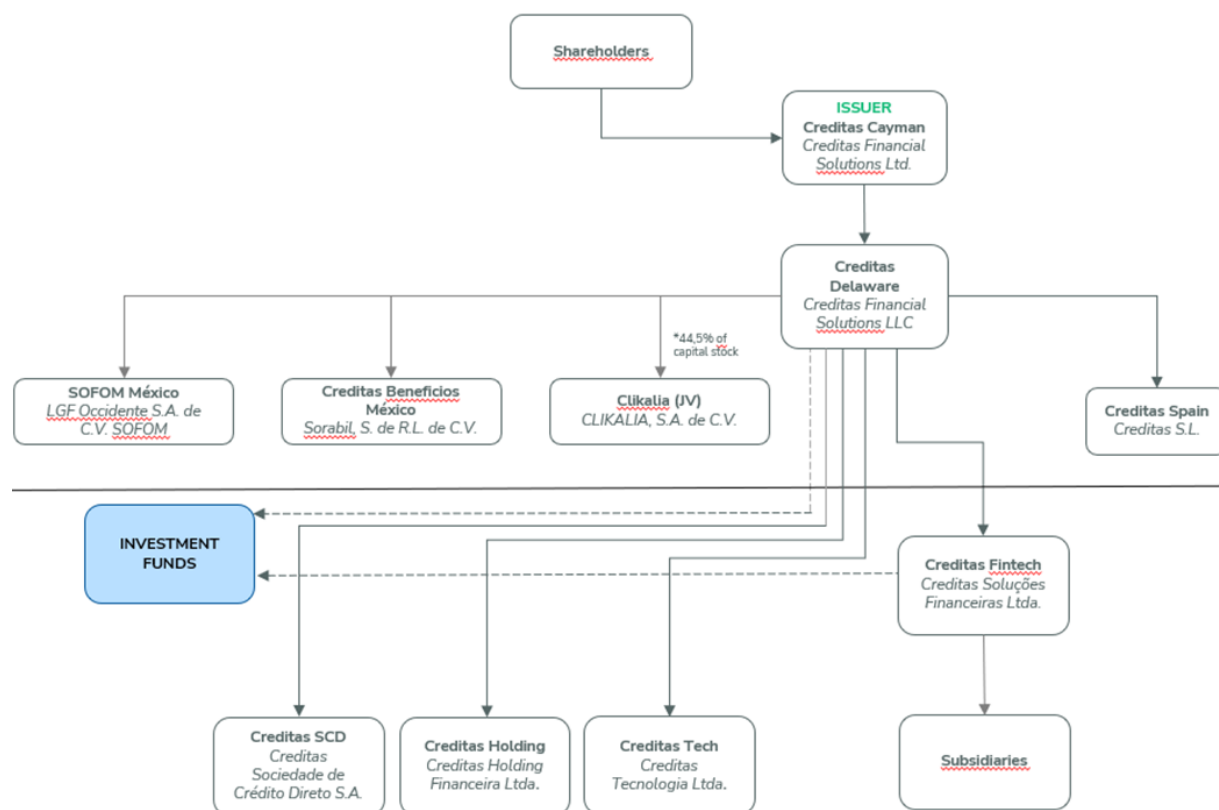 Shareholders
ISSUER
Creditas Cayman
Creditas Financial
Solutions Ltd.
Creditas
Delaware
Creditas Financial
Solutions LLC
*44,5% of
capital stock
SOFOM México
LGF Occidente S.A. de
C.V. SOFOM
Creditas Beneficios
México
Sorabil, S. de R.L. de C.V.
Clikalia (JV)
CLIKALIA, S.A. de C.V.
Creditas Spain
Creditas S.L.
INVESTMENT
FUNDS
Creditas Fintech
Creditas Soluções
Financeiras Ltda.
Creditas SCD
Creditas
Sociedade de
Crédito Direto S.A.
Creditas Holding
Creditas Holding
Financeira Ltda.
Creditas Tech
Creditas
Tecnologia Ltda.
Subsidiaries